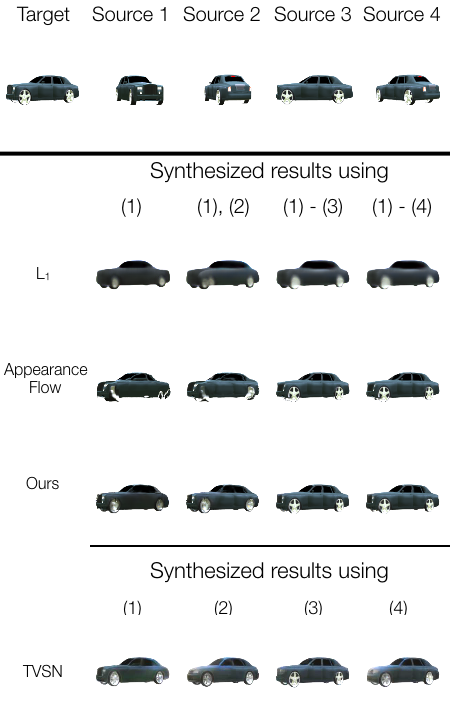 Target Source 1 Source 2 Source 3 Source 4
Synthesized results using
(1) (1), (2) (1) - (3) (1) - (4)
L₁
Appearance
Flow
Ours
Synthesized results using
(1) (2) (3) (4)
TVSN